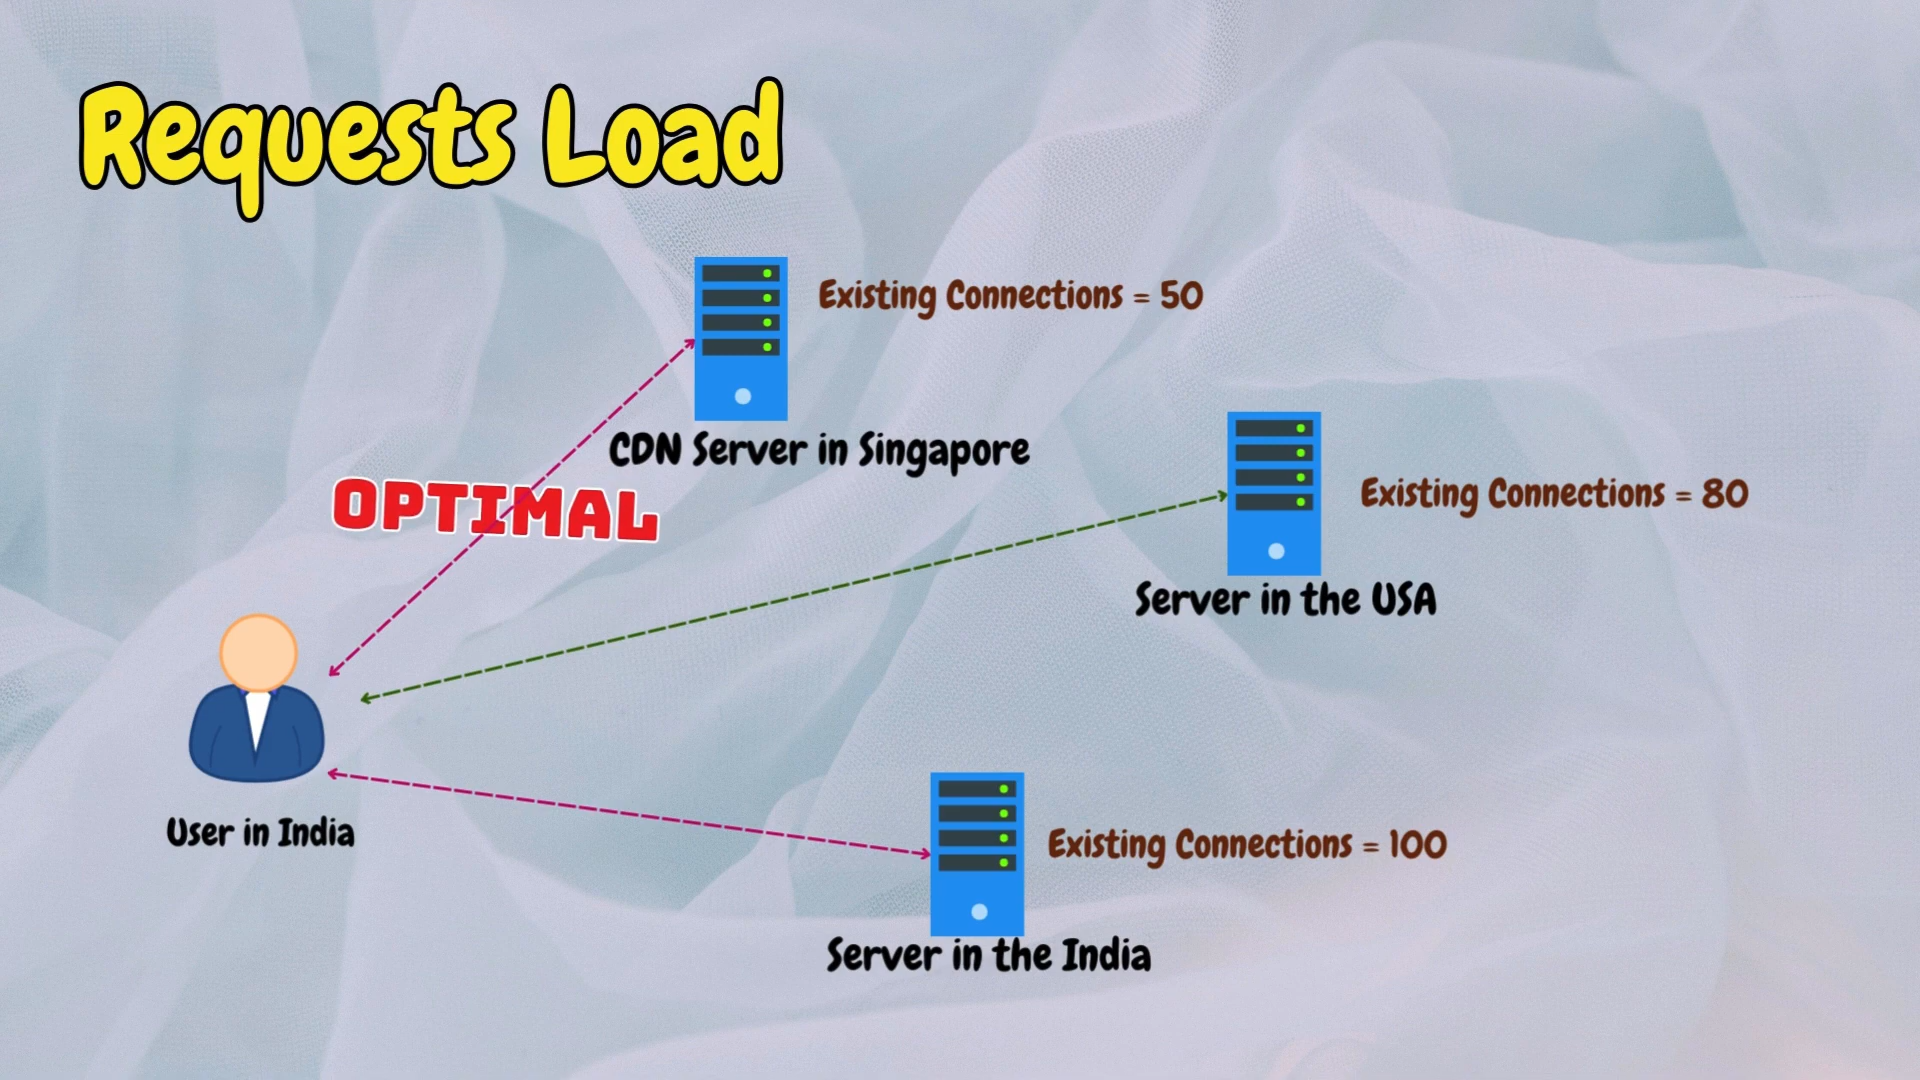 Requests Load
Existing Connections = 50
CDN Server in Singapore
OPTIMAL
Existing Connections = 80
Server in the USA
User in India
Existing Connections = 100
Server in the India